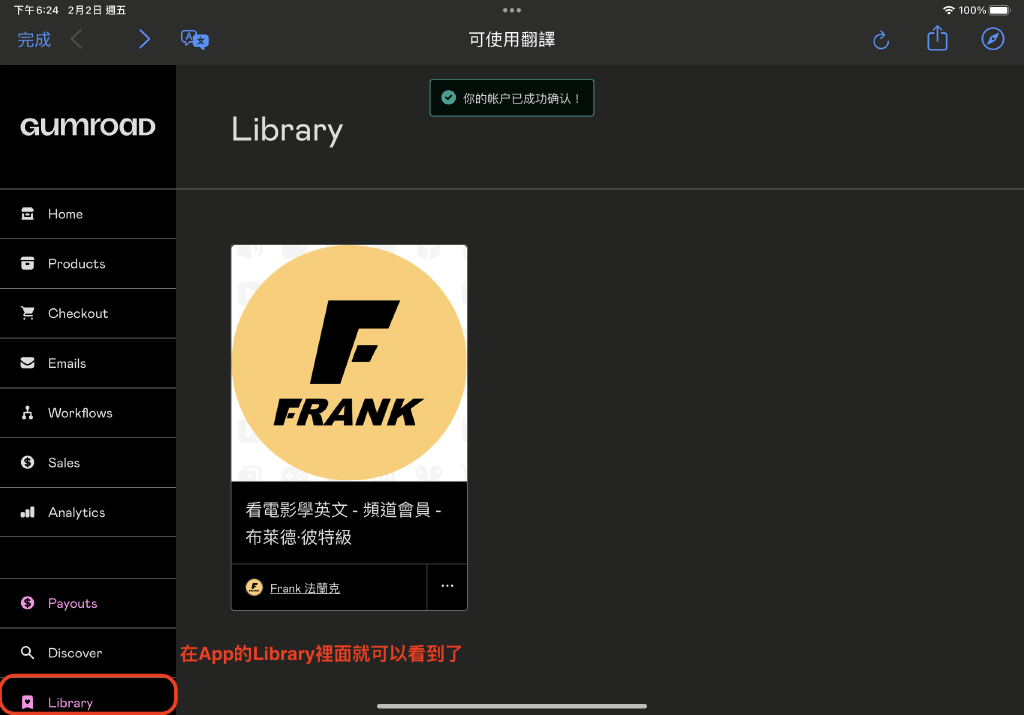 下午6:24 2月2日 週五
100%
完成
可使用翻譯
GUMROAD
你的帐户已成功确认！
Library
Home
Products
Checkout
Emails
Workflows
Sales
Analytics
Payouts
Discover
Library
F
FRANK
看電影學英文 - 頻道會員 -
布萊德·彼特級
Frank 法蘭克
在App的Library裡面就可以看到了